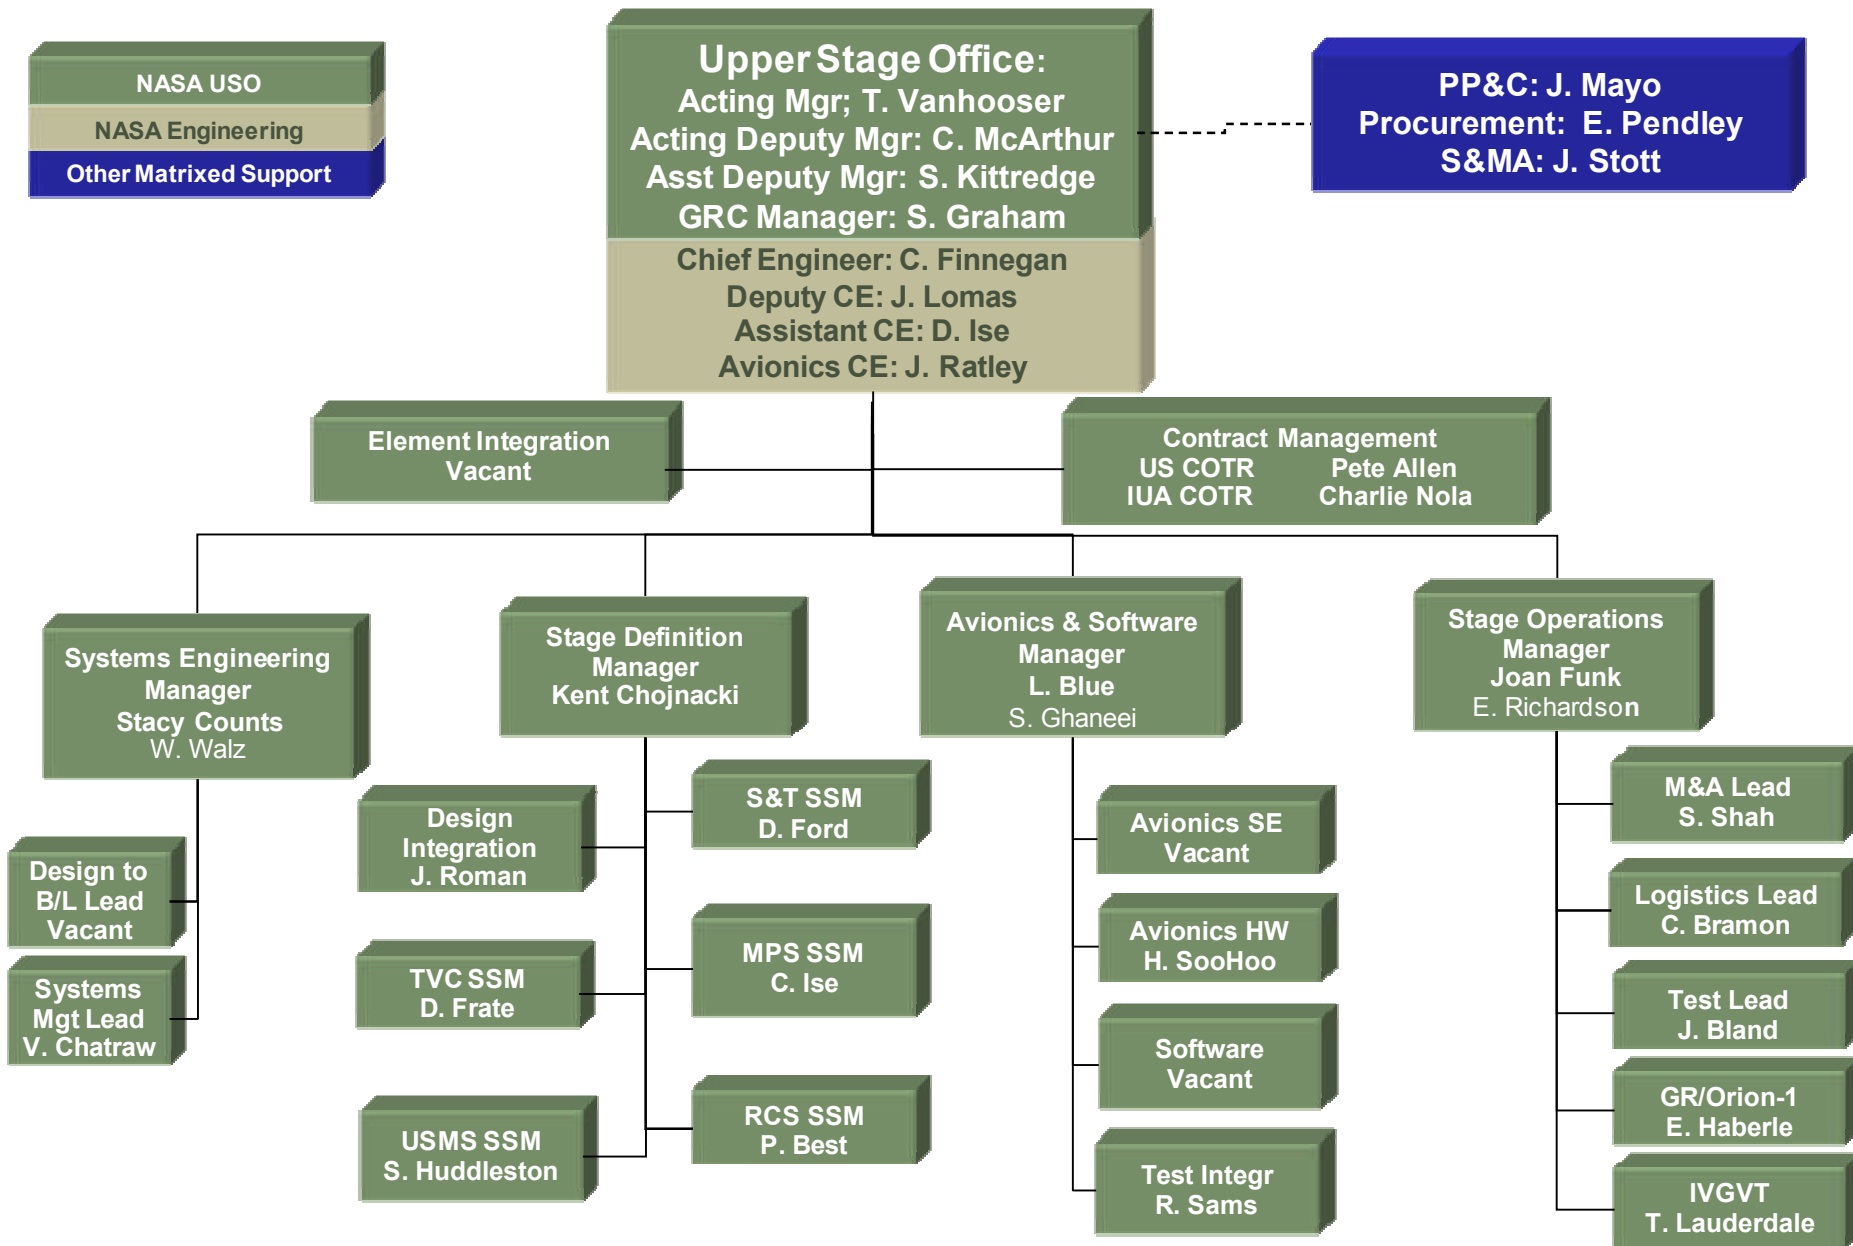 NASA USO
NASA Engineering
Other Matrixed Support
Upper Stage Office:
Acting Mgr; T. Vanhooser
Acting Deputy Mgr: C. McArthur
Asst Deputy Mgr: S. Kittredge
GRC Manager: S. Graham
Chief Engineer: C. Finnegan
Deputy CE: J. Lomas
Assistant CE: D. Ise
Avionics CE: J. Ratley
PP&C: J. Mayo
Procurement: E. Pendley
S&MA: J. Stott
Element Integration
Vacant
Contract Management
US COTR Pete Allen
IUA COTR Charlie Nola
Systems Engineering
Manager
Stacy Counts
W. Walz
Design to
B/L Lead
Vacant
Systems
Mgt Lead
V. Chatraw
Stage Definition
Manager
Kent Chojnacki
Design
Integration
J. Roman
S&T SSM
D. Ford
TVC SSM
D. Frate
MPS SSM
C. Ise
USMS SSM
S. Huddleston
RCS SSM
P. Best
Avionics & Software
Manager
L. Blue
S. Ghaneei
Avionics SE
Vacant
Avionics HW
H. SooHoo
Software
Vacant
Test Integr
R. Sams
Stage Operations
Manager
Joan Funk
E. Richardson
M&A Lead
S. Shah
Logistics Lead
C. Bramon
Test Lead
J. Bland
GR/Orion-1
E. Haberle
IVGVT
T. Lauderdale